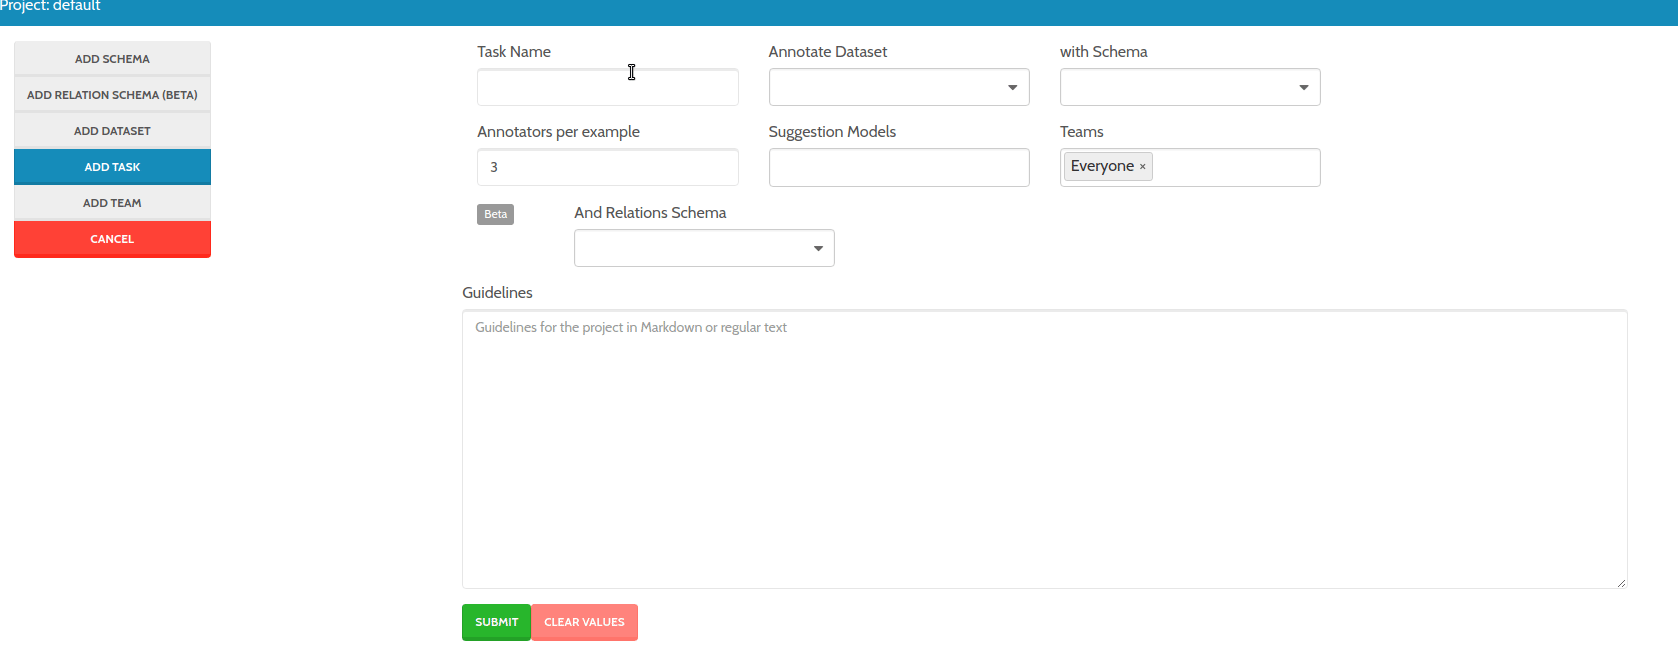 Project: default
ADD SCHEMA
ADD RELATION SCHEMA (BETA)
ADD DATASET
ADD TASK
ADD TEAM
CANCEL
Task Name
Annotate Dataset
with Schema
Annotators per example
Suggestion Models
Teams
3
Everyone ×
Beta
And Relations Schema
Guidelines
Guidelines for the project in Markdown or regular text
SUBMIT
CLEAR VALUES